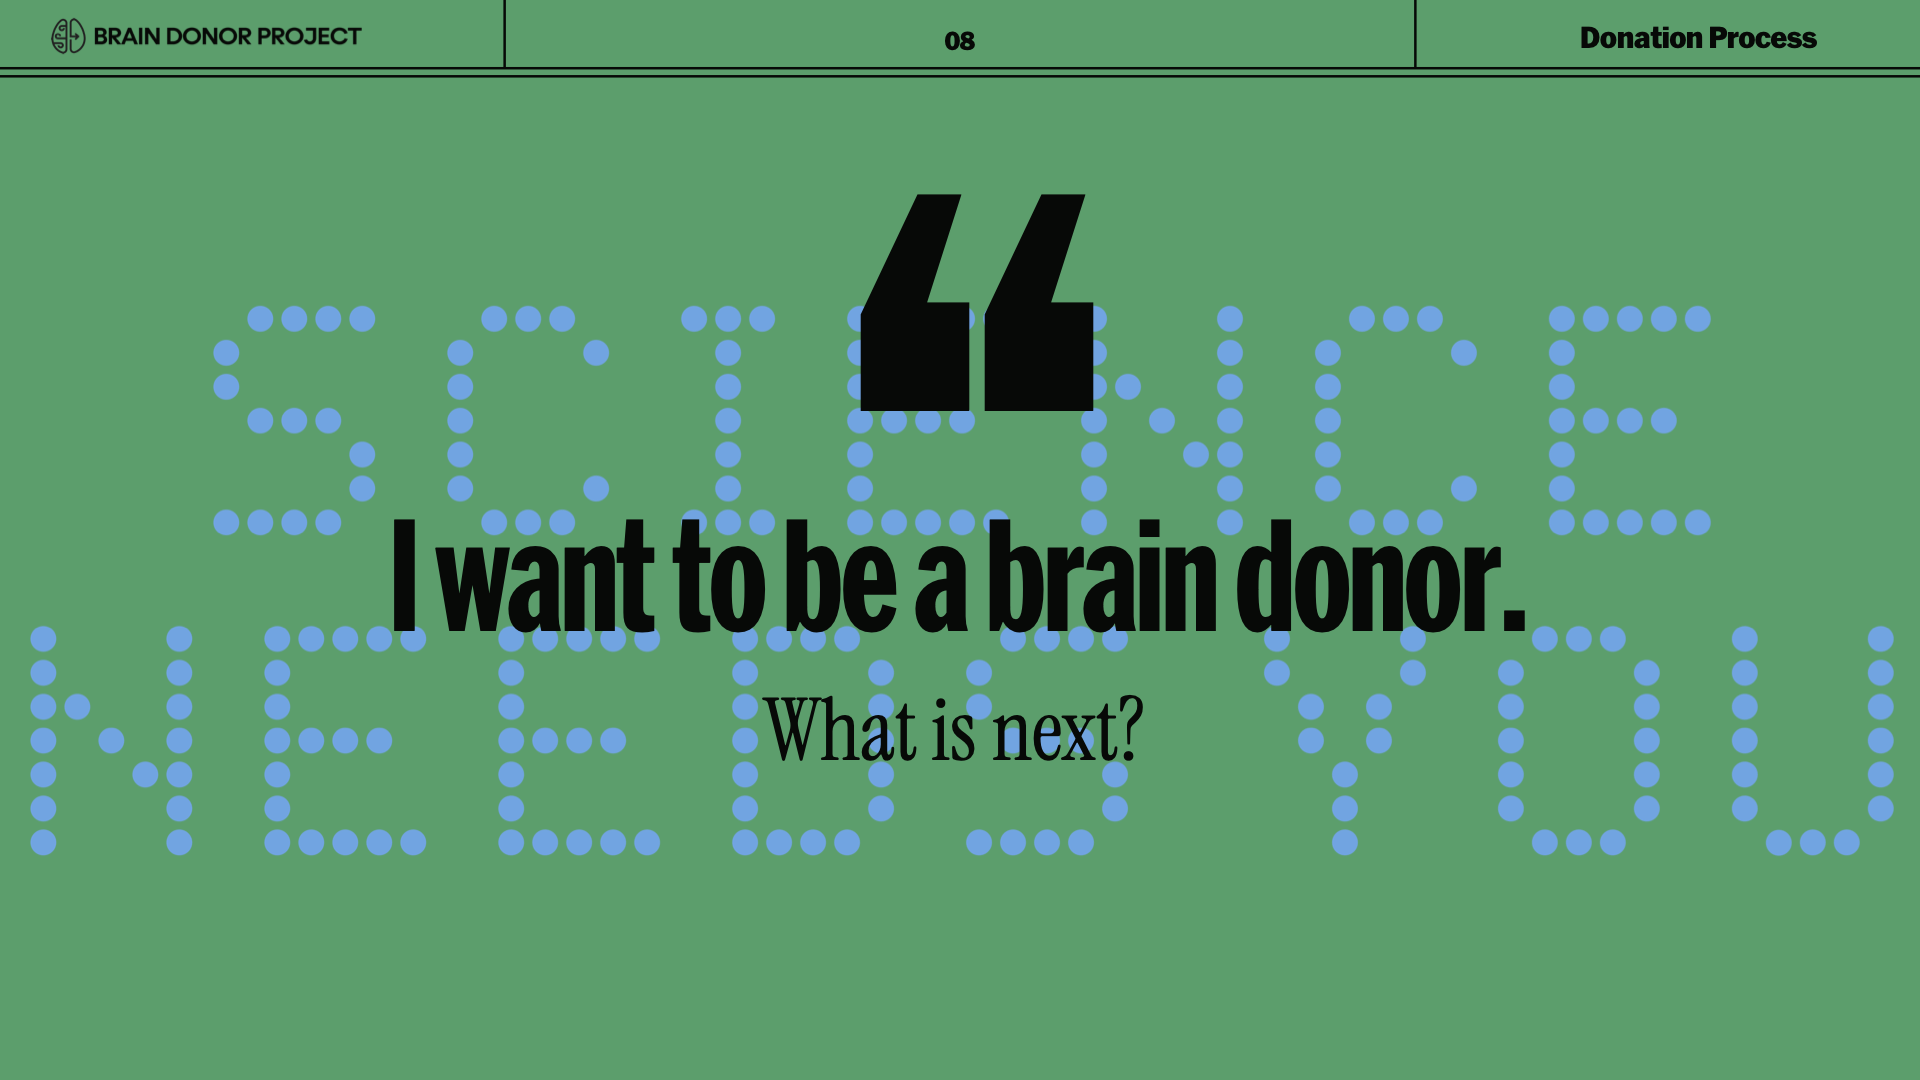 BRAIN DONOR PROJECT
08
Donation Process
“
SCIENCE
I want to be a brain donor.
NEEDS YOU
What is next?